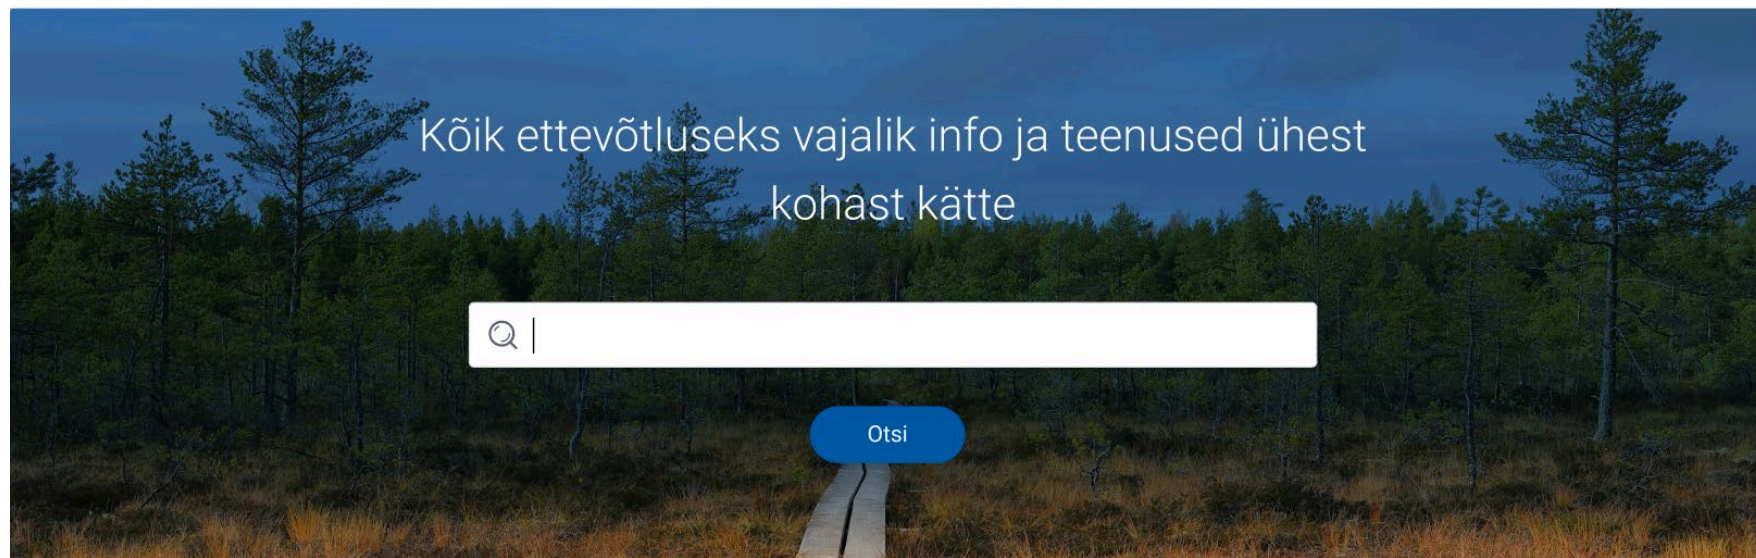 Kõik ettevõtluseks vajalik info ja teenused ühest
kohast kätte
Otsi